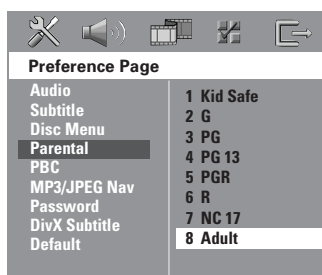 Preference Page
Audio
Subtitle
Disc Menu
Parental
PBC
MP3/JPEG Nav
Password
DivX Subtitle
Default
1 Kid Safe
2 G
3 PG
4 PG 13
5 PGR
6 R
7 NC 17
8 Adult